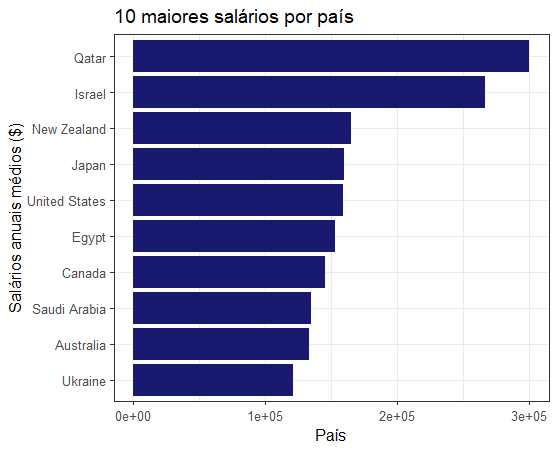 10 maiores salários por país
Salários anuais médios ($)
Qatar
Israel
New Zealand
Japan
United States
Egypt
Canada
Saudi Arabia
Australia
Ukraine
0e+00 1e+05 2e+05 3e+05
País